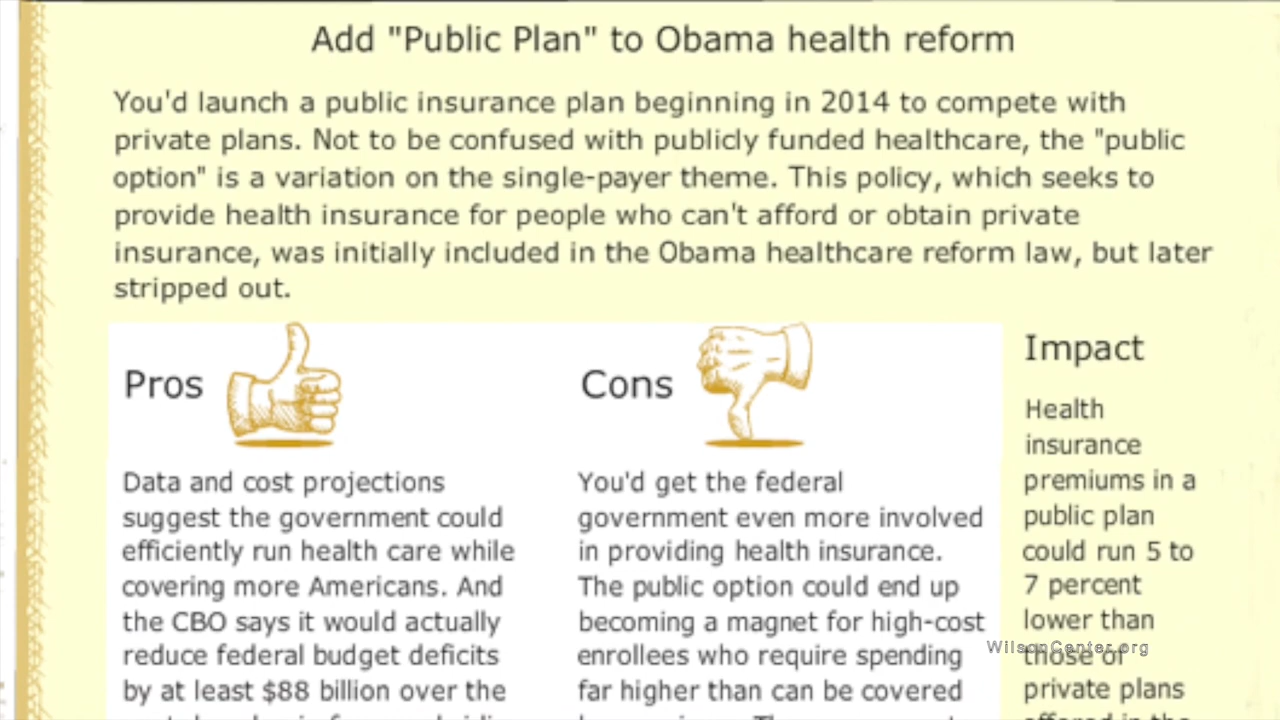 Add "Public Plan" to Obama health reform
You'd launch a public insurance plan beginning in 2014 to compete with
private plans. Not to be confused with publicly funded healthcare, the "public
option" is a variation on the single-payer theme. This policy, which seeks to
provide health insurance for people who can't afford or obtain private
insurance, was initially included in the Obama healthcare reform law, but later
stripped out.
Pros
Data and cost projections
suggest the government could
efficiently run health care while
covering more Americans. And
the CBO says it would actually
reduce federal budget deficits
by at least $88 billion over the
Cons
You'd get the federal
government even more involved
in providing health insurance.
The public option could end up
becoming a magnet for high-cost
enrollees who require spending
far higher than can be covered
Impact
Health
insurance
premiums in a
public plan
could run 5 to
7 percent
lower than
those of
private plans
offered in the
WilsonCenter.org